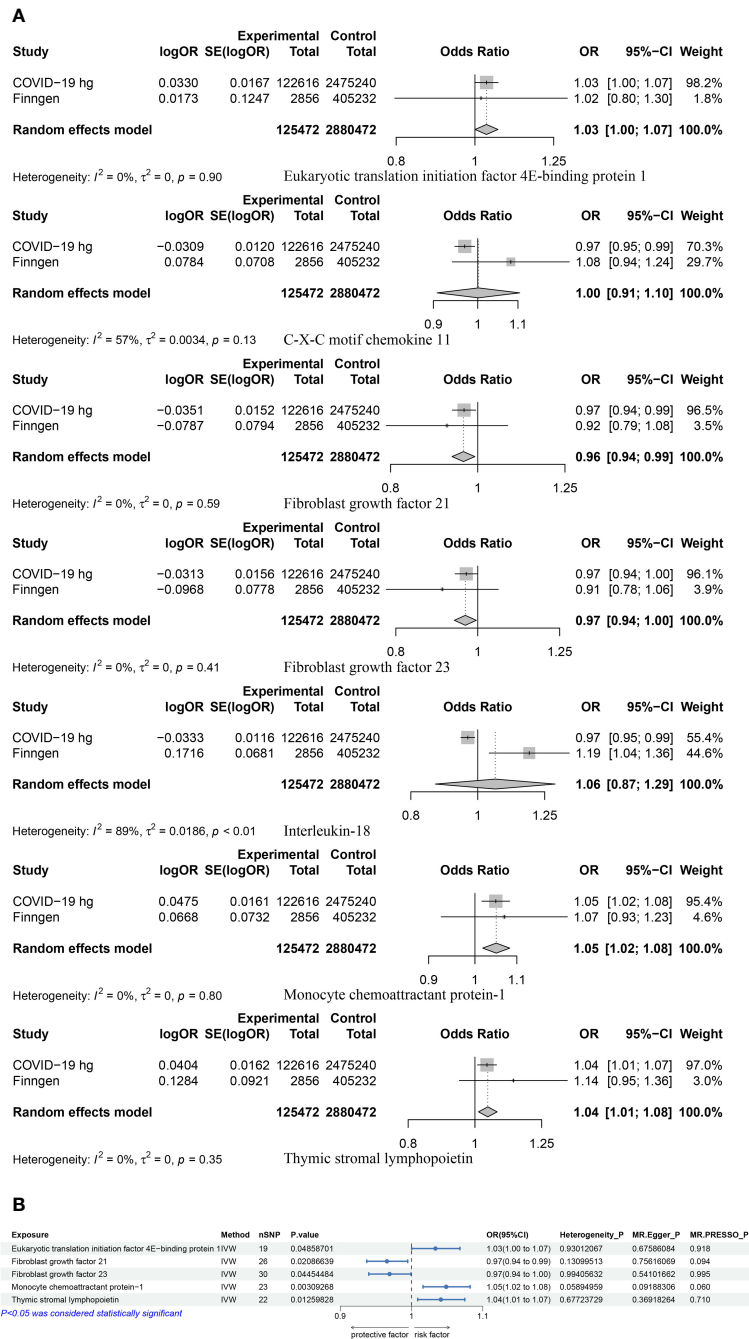 A
Experimental Control
Study logOR SE(logOR) Total Total Odds Ratio OR 95%−CI Weight
COVID−19 hg 0.0330 0.0167 122616 2475240 1.03 [1.00; 1.07] 98.2%
Finngen 0.0173 0.1247 2856 405232 1.02 [0.80; 1.30] 1.8%
Random effects model 125472 2880472 1.03 [1.00; 1.07] 100.0%
0.8 1 1.25
Heterogeneity: I² = 0%, τ² = 0, p = 0.90 Eukaryotic translation initiation factor 4E-binding protein 1
Experimental Control
Study logOR SE(logOR) Total Total Odds Ratio OR 95%−CI Weight
COVID−19 hg −0.0309 0.0120 122616 2475240 0.97 [0.95; 0.99] 70.3%
Finngen 0.0784 0.0708 2856 405232 1.08 [0.94; 1.24] 29.7%
Random effects model 125472 2880472 1.00 [0.91; 1.10] 100.0%
0.9 1 1.1
Heterogeneity: I² = 57%, τ² = 0.0034, p = 0.13 C-X-C motif chemokine 11
Experimental Control
Study logOR SE(logOR) Total Total Odds Ratio OR 95%−CI Weight
COVID−19 hg −0.0351 0.0152 122616 2475240 0.97 [0.94; 0.99] 96.5%
Finngen −0.0787 0.0794 2856 405232 0.92 [0.79; 1.08] 3.5%
Random effects model 125472 2880472 0.96 [0.94; 0.99] 100.0%
0.8 1 1.25
Heterogeneity: I² = 0%, τ² = 0, p = 0.59 Fibroblast growth factor 21
Experimental Control
Study logOR SE(logOR) Total Total Odds Ratio OR 95%−CI Weight
COVID−19 hg −0.0313 0.0156 122616 2475240 0.97 [0.94; 1.00] 96.1%
Finngen −0.0968 0.0778 2856 405232 0.91 [0.78; 1.06] 3.9%
Random effects model 125472 2880472 0.97 [0.94; 1.00] 100.0%
0.8 1 1.25
Heterogeneity: I² = 0%, τ² = 0, p = 0.41 Fibroblast growth factor 23
Experimental Control
Study logOR SE(logOR) Total Total Odds Ratio OR 95%−CI Weight
COVID−19 hg −0.0333 0.0116 122616 2475240 0.97 [0.95; 0.99] 55.4%
Finngen 0.1716 0.0681 2856 405232 1.19 [1.04; 1.36] 44.6%
Random effects model 125472 2880472 1.06 [0.87; 1.29] 100.0%
0.8 1 1.25
Heterogeneity: I² = 89%, τ² = 0.0186, p < 0.01 Interleukin-18
Experimental Control
Study logOR SE(logOR) Total Total Odds Ratio OR 95%−CI Weight
COVID−19 hg 0.0475 0.0161 122616 2475240 1.05 [1.02; 1.08] 95.4%
Finngen 0.0668 0.0732 2856 405232 1.07 [0.93; 1.23] 4.6%
Random effects model 125472 2880472 1.05 [1.02; 1.08] 100.0%
0.9 1 1.1
Heterogeneity: I² = 0%, τ² = 0, p = 0.80 Monocyte chemoattractant protein-1
Experimental Control
Study logOR SE(logOR) Total Total Odds Ratio OR 95%−CI Weight
COVID−19 hg 0.0404 0.0162 122616 2475240 1.04 [1.01; 1.07] 97.0%
Finngen 0.1284 0.0921 2856 405232 1.14 [0.95; 1.36] 3.0%
Random effects model 125472 2880472 1.04 [1.01; 1.08] 100.0%
0.8 1 1.25
Heterogeneity: I² = 0%, τ² = 0, p = 0.35 Thymic stromal lymphopoietin
B
Exposure Method nSNP P.value OR(95%CI) Heterogeneity_P MR.Egger_P MR.PRESSO_P
Eukaryotic translation initiation factor 4E-binding protein 1 IVW 19 0.04858701 1.03(1.00 to 1.07) 0.93012067 0.67586084 0.918
Fibroblast growth factor 21 IVW 26 0.02086639 0.97(0.94 to 0.99) 0.13099513 0.75616069 0.094
Fibroblast growth factor 23 IVW 30 0.04454484 0.97(0.94 to 1.00) 0.99405632 0.54101662 0.995
Monocyte chemoattractant protein-1 IVW 23 0.00309268 1.05(1.02 to 1.08) 0.05894959 0.09188306 0.060
Thymic stromal lymphopoietin IVW 22 0.01259828 1.04(1.01 to 1.07) 0.67723729 0.36918264 0.710
P<0.05 was considered statistically significant
0.9 1 1.1
protective factor risk factor